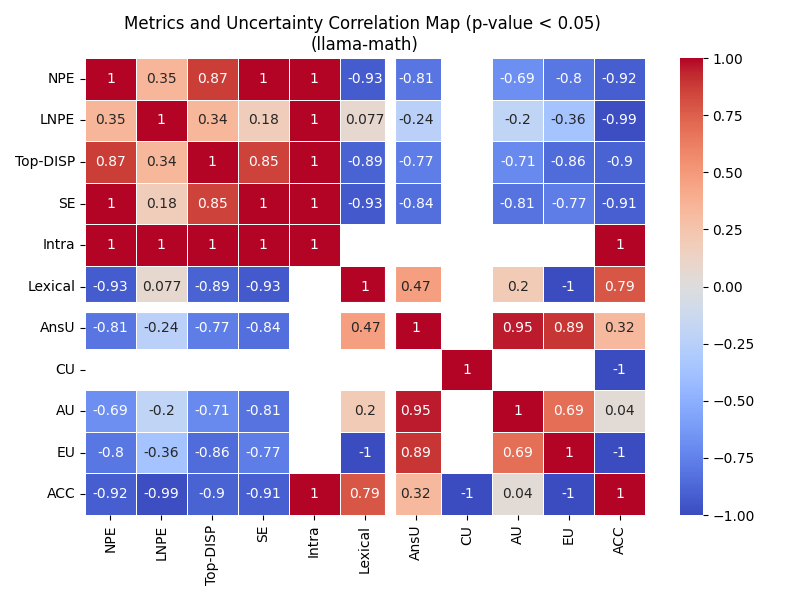 Metrics and Uncertainty Correlation Map (p-value < 0.05)
(llama-math)
NPE 1 0.35 0.87 1 1 -0.93 -0.81 -0.69 -0.8 -0.92
LNPE 0.35 1 0.34 0.18 1 0.077 -0.24 -0.2 -0.36 -0.99
Top-DISP 0.87 0.34 1 0.85 1 -0.89 -0.77 -0.71 -0.86 -0.9
SE 1 0.18 0.85 1 1 -0.93 -0.84 -0.81 -0.77 -0.91
Intra 1 1 1 1 1 1
Lexical -0.93 0.077 -0.89 -0.93 1 0.47 0.2 -1 0.79
AnsU -0.81 -0.24 -0.77 -0.84 0.47 1 0.95 0.89 0.32
CU 1 -1
AU -0.69 -0.2 -0.71 -0.81 0.2 0.95 1 0.69 0.04
EU -0.8 -0.36 -0.86 -0.77 -1 0.89 0.69 1 -1
ACC -0.92 -0.99 -0.9 -0.91 1 0.79 0.32 -1 0.04 -1 1
NPE LNPE Top-DISP SE Intra Lexical AnsU CU AU EU ACC
1.00
0.75
0.50
0.25
0.00
−0.25
−0.50
−0.75
−1.00